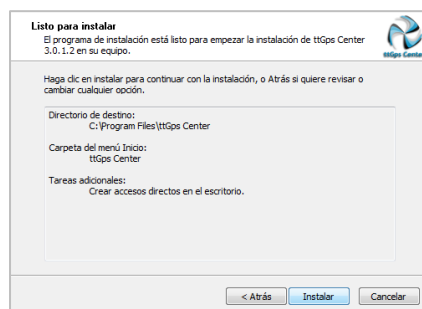 Listo para instalar
El programa de instalación está listo para empezar la instalación de ttGps Center
3.0.1.2 en su equipo.
ttGps Center
Haga clic en instalar para continuar con la instalación, o Atrás si quiere revisar o
cambiar cualquier opción.
Directorio de destino:
C:\Program Files\ttGps Center
Carpeta del menú Inicio:
ttGps Center
Tareas adicionales:
Crear accesos directos en el escritorio.
< Atrás
Instalar
Cancelar